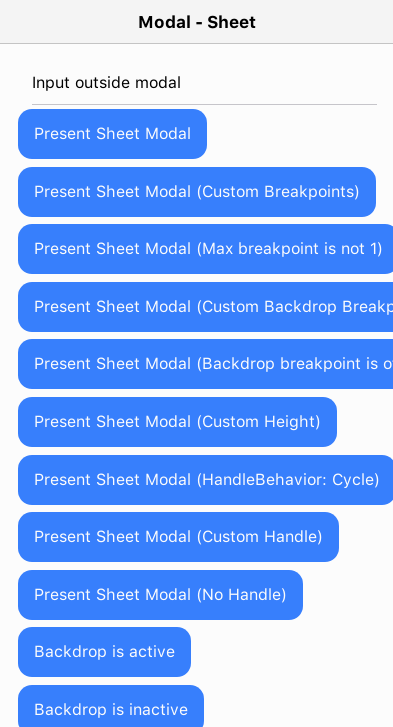 Modal - Sheet
Input outside modal
Present Sheet Modal
Present Sheet Modal (Custom Breakpoints)
Present Sheet Modal (Max breakpoint is not 1)
Present Sheet Modal (Custom Backdrop
Present Sheet Modal (Backdrop breakpoint is
Present Sheet Modal (Custom Height)
Present Sheet Modal (HandleBehavior: Cycle)
Present Sheet Modal (Custom Handle)
Present Sheet Modal (No Handle)
Backdrop is active
Backdrop is inactive